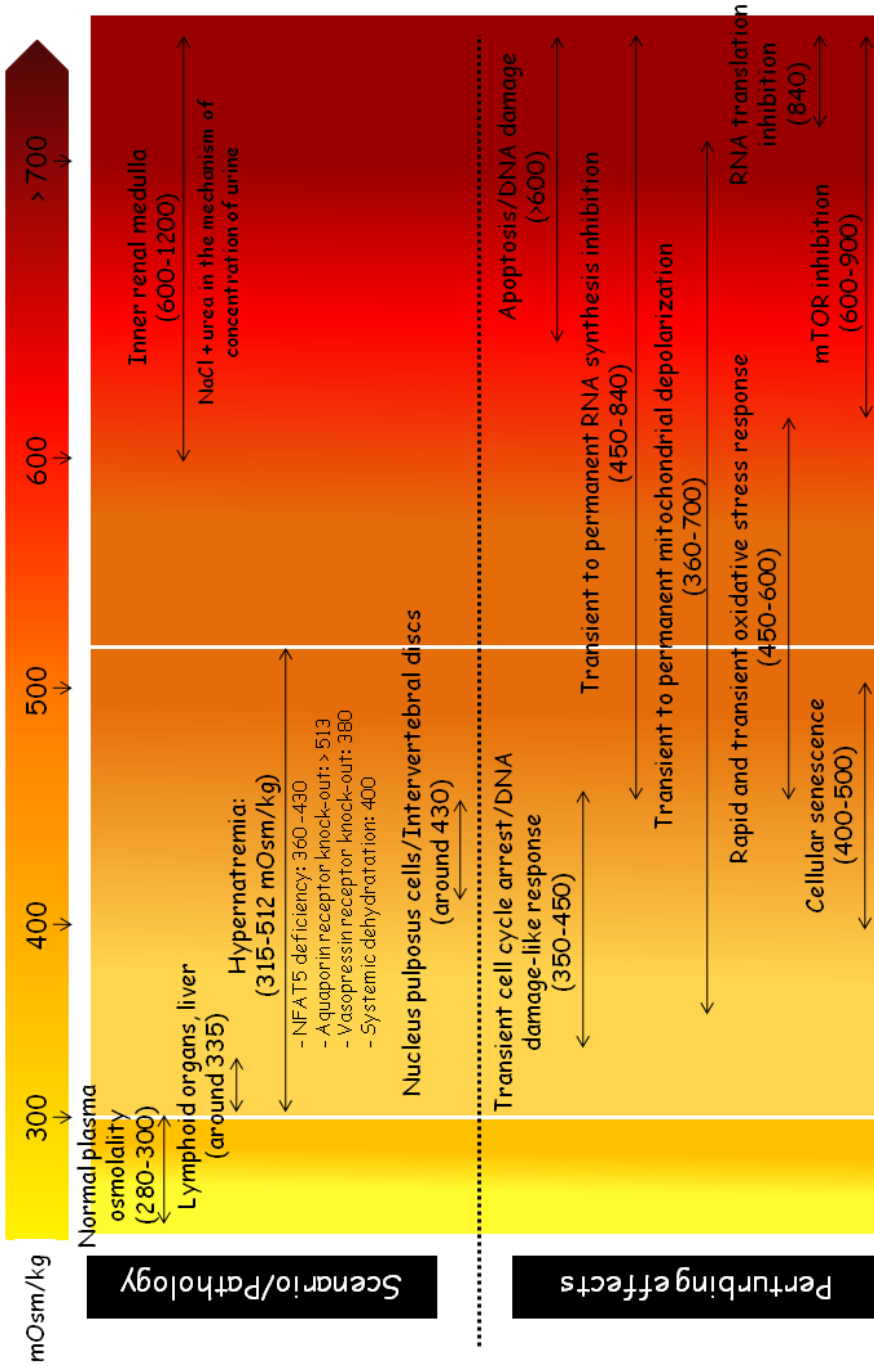 mOsm/kg
300
400
500
600
> 700
Scenario/Pathology
Normal plasma
osmolality
(280-300)
Lymphoid organs, liver
(around 335)
Hypernatremia:
(315-512 mOsm/kg)
- NFAT5 deficiency: 360-430
- Aquaporin receptor knock-out: > 513
- Vasopressin receptor knock-out: 380
- Systemic dehydratation: 400
Nucleus pulposus cells/Intervertebral discs
(around 430)
Inner renal medulla
(600-1200)
NaCl + urea in the mechanism of
concentration of urine
Perturbing effects
Transient cell cycle arrest/DNA
damage-like response
(350-450)
Apoptosis/DNA damage
(>600)
Transient to permanent RNA synthesis inhibition
(450-840)
Transient to permanent mitochondrial depolarization
(360-700)
Rapid and transient oxidative stress response
(450-600)
RNA translation
inhibition
(840)
Cellular senescence
(400-500)
mTOR inhibition
(600-900)